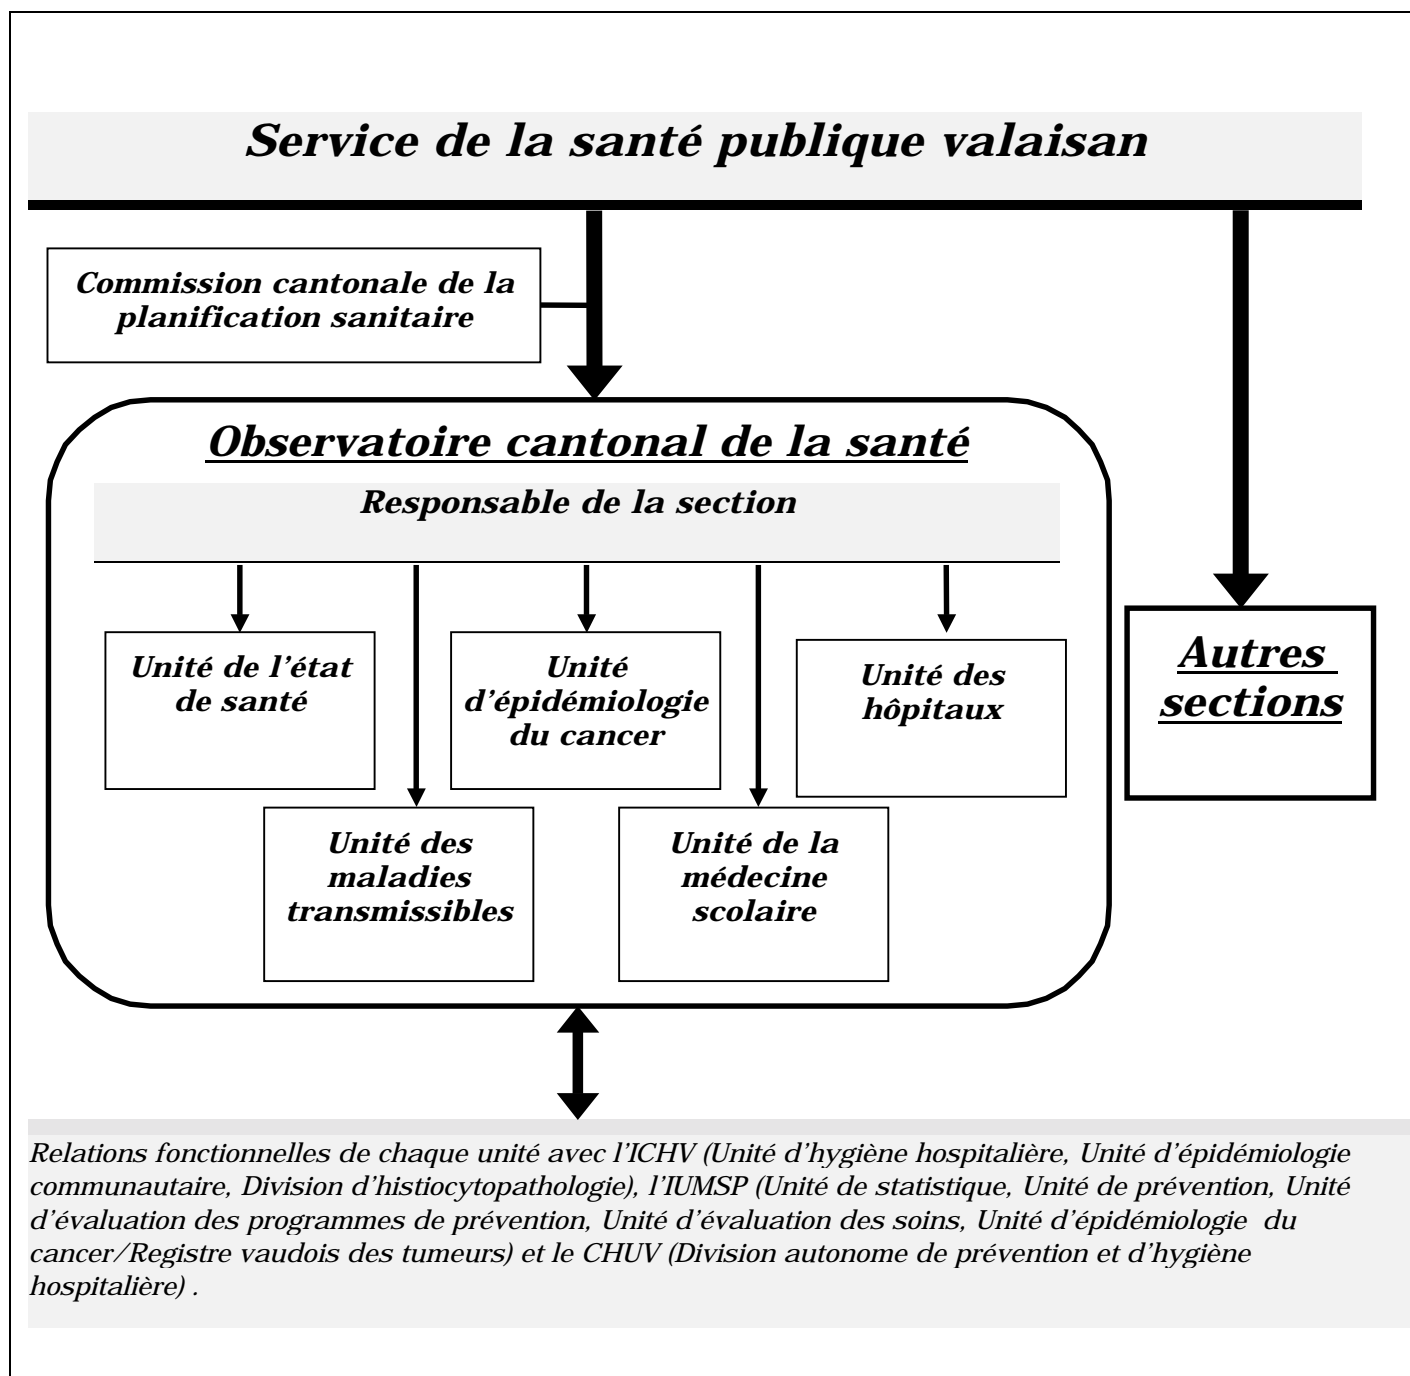 Service de la santé publique valaisan
Commission cantonale de la
planification sanitaire
Observatoire cantonal de la santé
Responsable de la section
Unité de l’état
de santé
Unité
d’épidémiologie
du cancer
Unité des
hôpitaux
Unité des
maladies
transmissibles
Unité de la
médecine
scolaire
Autres
sections
Relations fonctionnelles de chaque unité avec l’ICHV (Unité d’hygiène hospitalière, Unité d’épidémiologie
communautaire, Division d’histiocytopathologie), l’IUMSP (Unité de statistique, Unité de prévention, Unité
d’évaluation des programmes de prévention, Unité d’évaluation des soins, Unité d’épidémiologie du
cancer/Registre vaudois des tumeurs) et le CHUV (Division autonome de prévention et d’hygiène
hospitalière) .